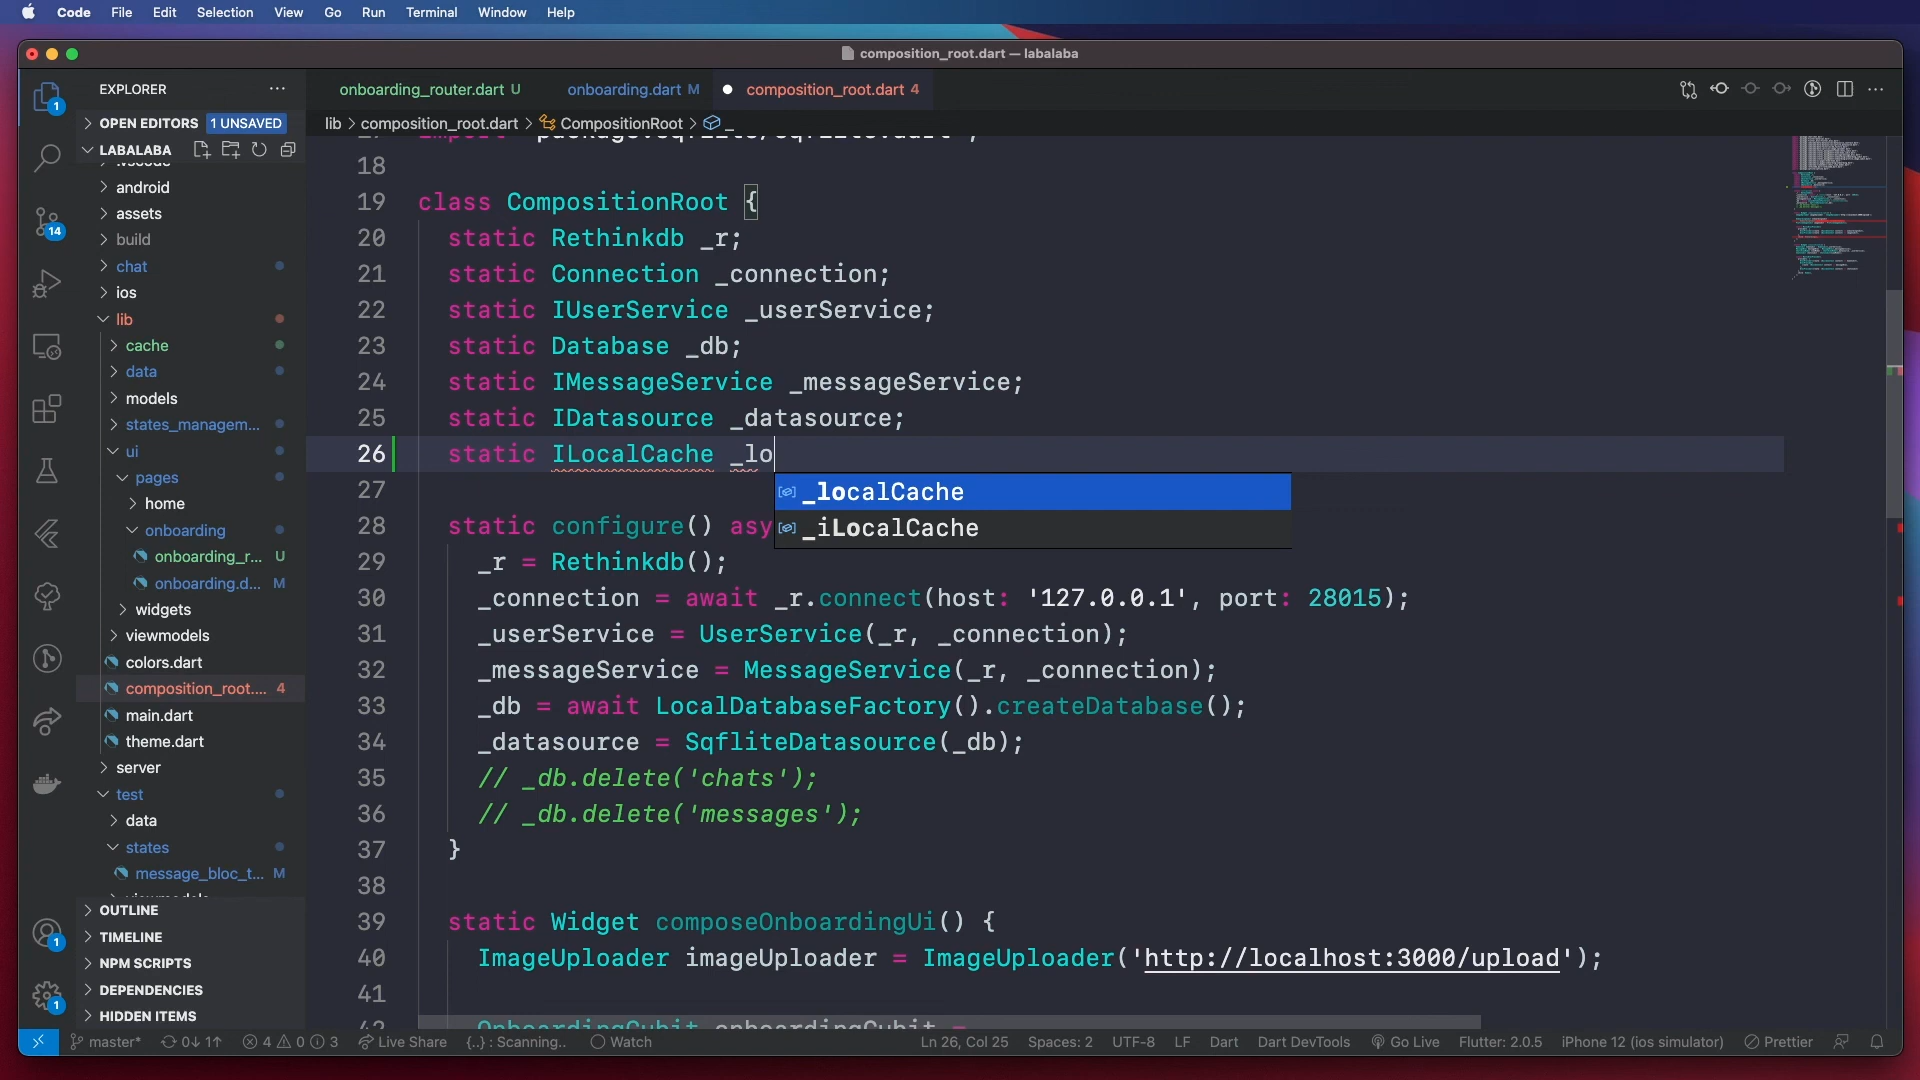 Code File Edit Selection View Go Run Terminal Window Help
composition_root.dart — labalaba
EXPLORER
onboarding_router.dart U
onboarding.dart M
composition_root.dart 4
OPEN EDITORS 1 UNSAVED
lib > composition_root.dart > CompositionRoot > _
LABALABA
.vscode
android
assets
build
chat
ios
lib
cache
data
models
states_managem...
ui
pages
home
onboarding
onboarding_r... U
onboarding.d... M
widgets
viewmodels
colors.dart
composition_root.... 4
main.dart
theme.dart
server
test
data
states
message_bloc_t... M
OUTLINE
TIMELINE
NPM SCRIPTS
DEPENDENCIES
HIDDEN ITEMS
1
14
1
1
18
19 class CompositionRoot {
20 static Rethinkdb _r;
21 static Connection _connection;
22 static IUserService _userService;
23 static Database _db;
24 static IMessageService _messageService;
25 static IDatasource _datasource;
26 static ILocalCache _lo
_localCache
_iLocalCache
27
28 static configure() asy
29 _r = Rethinkdb();
30 _connection = await _r.connect(host: '127.0.0.1', port: 28015);
31 _userService = UserService(_r, _connection);
32 _messageService = MessageService(_r, _connection);
33 _db = await LocalDatabaseFactory().createDatabase();
34 _datasource = SqfliteDatasource(_db);
35 // _db.delete('chats');
36 // _db.delete('messages');
37 }
38
39 static Widget composeOnboardingUi() {
40 ImageUploader imageUploader = ImageUploader('http://localhost:3000/upload');
41
42 OnboardingCubit onboardingCubit =
master* 0↓ 1↑ 4 0 3 Live Share {..} : Scanning.. Watch Ln 26, Col 25 Spaces: 2 UTF-8 LF Dart Dart DevTools Go Live Flutter: 2.0.5 iPhone 12 (ios simulator) Prettier